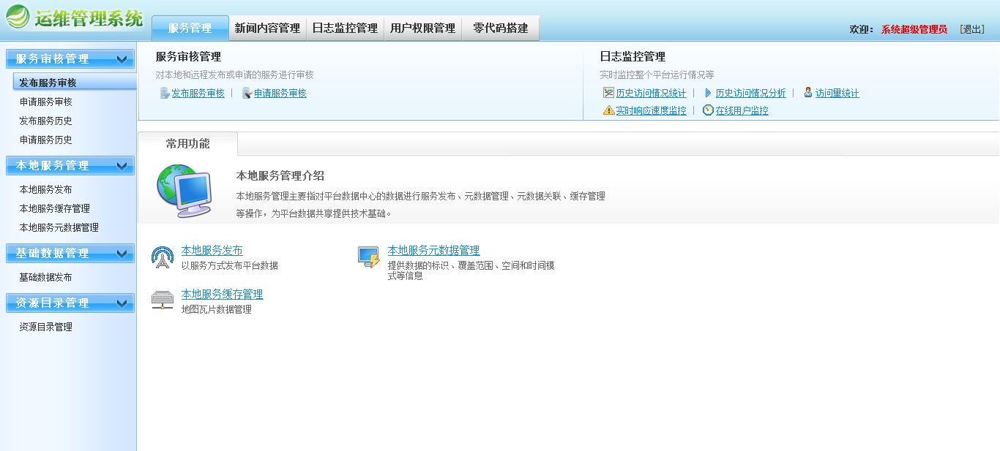 运维管理系统
服务管理 新闻内容管理 日志监控管理 用户权限管理 零代码搭建
欢迎： 系统超级管理员 [退出]
服务审核管理
发布服务审核
申请服务审核
发布服务历史
申请服务历史
本地服务管理
本地服务发布
本地服务缓存管理
本地服务元数据管理
基础数据管理
基础数据发布
资源目录管理
资源目录管理
服务审核管理
对本地和远程发布或申请的服务进行审核
发布服务审核 | 申请服务审核
日志监控管理
实时监控整个平台运行情况等
历史访问情况统计 | 历史访问情况分析 | 访问量统计
实时响应速度监控 | 在线用户监控
常用功能
本地服务管理介绍
本地服务管理主要指对平台数据中心的数据进行服务发布、元数据管理、元数据关联、缓存管理
等操作，为平台数据共享提供技术基础。
本地服务发布
以服务方式发布平台数据
本地服务元数据管理
提供数据的标识、覆盖范围、空间和时间模
式等信息
本地服务缓存管理
地图瓦片数据管理